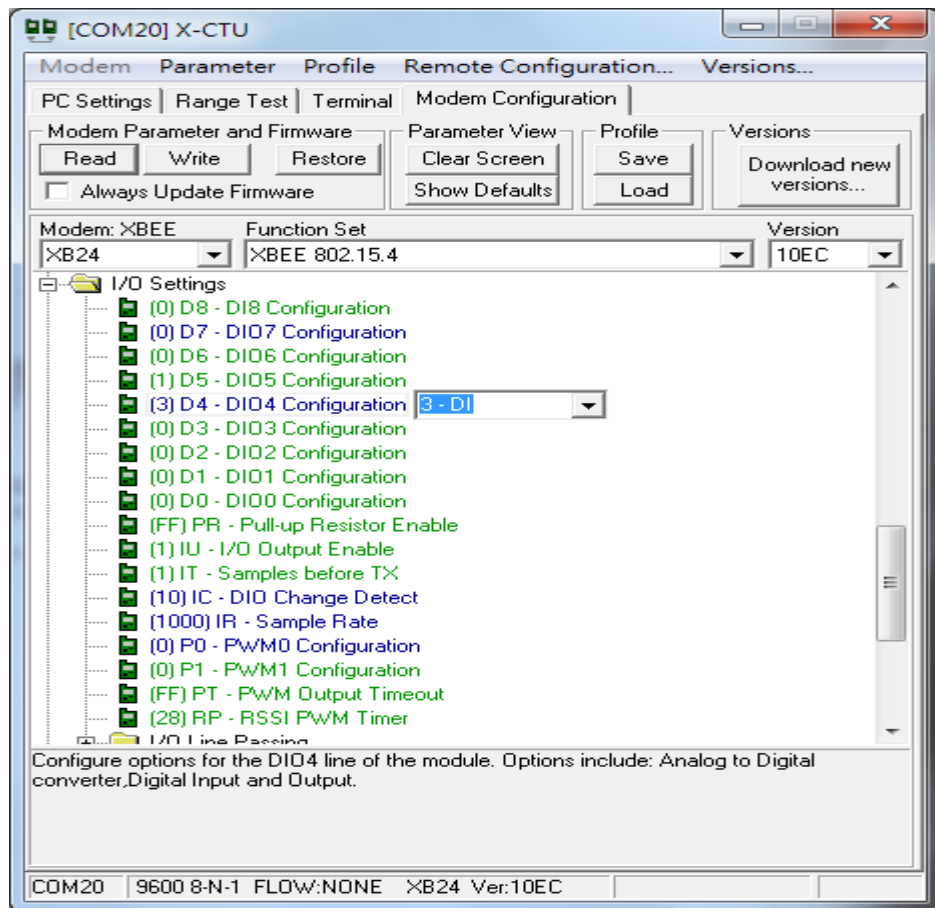 [COM20] X-CTU
Modem Parameter Profile Remote Configuration... Versions...
PC Settings Range Test Terminal Modem Configuration
Modem Parameter and Firmware Parameter View Profile Versions
Read Write Restore Clear Screen Save Download new versions...
Always Update Firmware Show Defaults Load
Modem: XBEE Function Set Version
XB24 XBEE 802.15.4 10EC
I/O Settings
(0) D8 - DI8 Configuration
(0) D7 - DIO7 Configuration
(0) D6 - DIO6 Configuration
(1) D5 - DIO5 Configuration
(3) D4 - DIO4 Configuration 3 - DI
(0) D3 - DIO3 Configuration
(0) D2 - DIO2 Configuration
(0) D1 - DIO1 Configuration
(0) D0 - DIO0 Configuration
(FF) PR - Pull-up Resistor Enable
(1) IU - I/O Output Enable
(1) IT - Samples before TX
(10) IC - DIO Change Detect
(1000) IR - Sample Rate
(0) P0 - PWM0 Configuration
(0) P1 - PWM1 Configuration
(FF) PT - PWM Output Timeout
(28) RP - RSSI PWM Timer
I/O Line Passing
Configure options for the DIO4 line of the module. Options include: Analog to Digital
converter,Digital Input and Output.
COM20 9600 8-N-1 FLOW:NONE XB24 Ver:10EC